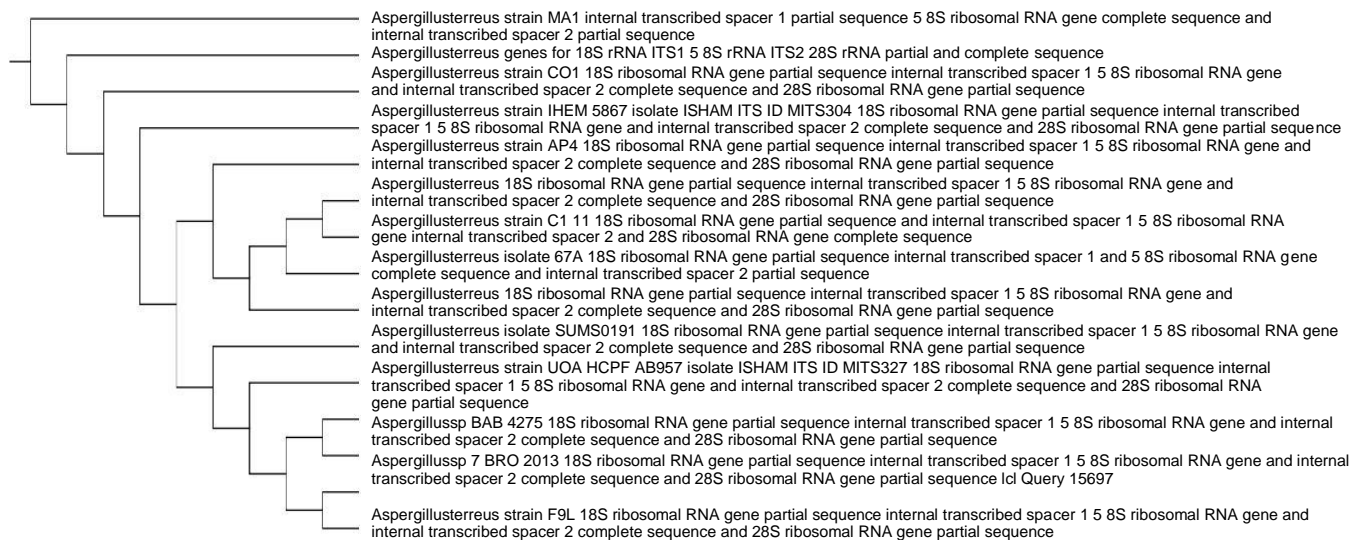 Aspergillusterreus strain MA1 internal transcribed spacer 1 partial sequence 5 8S ribosomal RNA gene complete sequence and
internal transcribed spacer 2 partial sequence
Aspergillusterreus genes for 18S rRNA ITS1 5 8S rRNA ITS2 28S rRNA partial and complete sequence
Aspergillusterreus strain CO1 18S ribosomal RNA gene partial sequence internal transcribed spacer 1 5 8S ribosomal RNA gene
and internal transcribed spacer 2 complete sequence and 28S ribosomal RNA gene partial sequence
Aspergillusterreus strain IHEM 5867 isolate ISHAM ITS ID MITS304 18S ribosomal RNA gene partial sequence internal transcribed
spacer 1 5 8S ribosomal RNA gene and internal transcribed spacer 2 complete sequence and 28S ribosomal RNA gene partial sequence
Aspergillusterreus strain AP4 18S ribosomal RNA gene partial sequence internal transcribed spacer 1 5 8S ribosomal RNA gene and
internal transcribed spacer 2 complete sequence and 28S ribosomal RNA gene partial sequence
Aspergillusterreus 18S ribosomal RNA gene partial sequence internal transcribed spacer 1 5 8S ribosomal RNA gene and
internal transcribed spacer 2 complete sequence and 28S ribosomal RNA gene partial sequence
Aspergillusterreus strain C1 11 18S ribosomal RNA gene partial sequence and internal transcribed spacer 1 5 8S ribosomal RNA
gene internal transcribed spacer 2 and 28S ribosomal RNA gene complete sequence
Aspergillusterreus isolate 67A 18S ribosomal RNA gene partial sequence internal transcribed spacer 1 and 5 8S ribosomal RNA gene
complete sequence and internal transcribed spacer 2 partial sequence
Aspergillusterreus 18S ribosomal RNA gene partial sequence internal transcribed spacer 1 5 8S ribosomal RNA gene and
internal transcribed spacer 2 complete sequence and 28S ribosomal RNA gene partial sequence
Aspergillusterreus isolate SUMS0191 18S ribosomal RNA gene partial sequence internal transcribed spacer 1 5 8S ribosomal RNA gene
and internal transcribed spacer 2 complete sequence and 28S ribosomal RNA gene partial sequence
Aspergillusterreus strain UOA HCPF AB957 isolate ISHAM ITS ID MITS327 18S ribosomal RNA gene partial sequence internal
transcribed spacer 1 5 8S ribosomal RNA gene and internal transcribed spacer 2 complete sequence and 28S ribosomal RNA
gene partial sequence
Aspergillussp BAB 4275 18S ribosomal RNA gene partial sequence internal transcribed spacer 1 5 8S ribosomal RNA gene and internal
transcribed spacer 2 complete sequence and 28S ribosomal RNA gene partial sequence
Aspergillussp 7 BRO 2013 18S ribosomal RNA gene partial sequence internal transcribed spacer 1 5 8S ribosomal RNA gene and internal
transcribed spacer 2 complete sequence and 28S ribosomal RNA gene partial sequence lcl Query 15697
Aspergillusterreus strain F9L 18S ribosomal RNA gene partial sequence internal transcribed spacer 1 5 8S ribosomal RNA gene and
internal transcribed spacer 2 complete sequence and 28S ribosomal RNA gene partial sequence